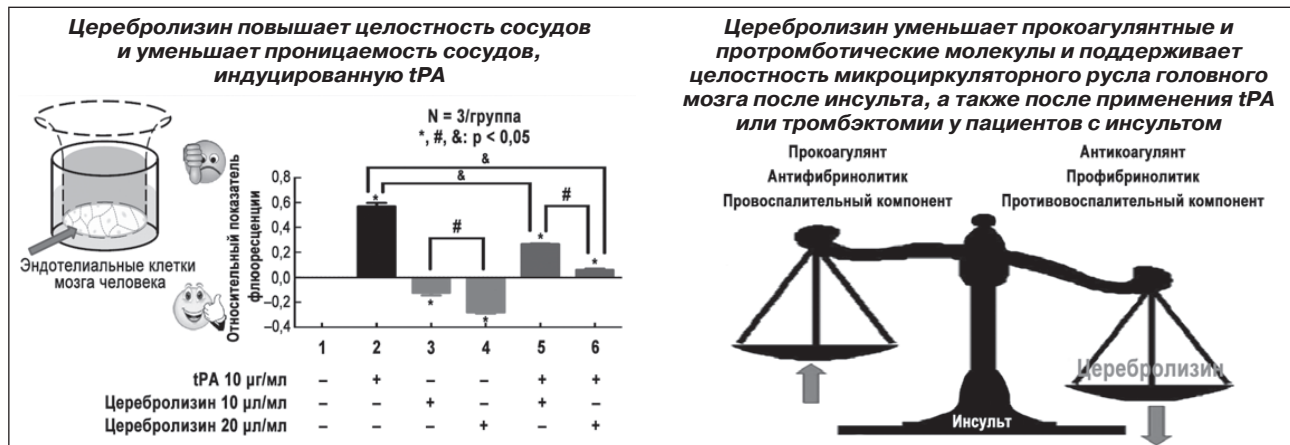 Церебролизин повышает целостность сосудов
и уменьшает проницаемость сосудов,
индуцированную tPA
Эндотелиальные клетки
мозга человека
Относительный показатель
флюоресценции
N = 3/группа
*, #, &: p < 0,05
&
&
#
#
*
*
*
*
*
0,8
0,6
0,4
0,2
0,0
–0,2
–0,4
1 2 3 4 5 6
tPA 10 µг/мл – + – – + +
Церебролизин 10 µл/мл – – + – + –
Церебролизин 20 µл/мл – – – + – +
Церебролизин уменьшает прокоагулянтные и
протромботические молекулы и поддерживает
целостность микроциркуляторного русла головного
мозга после инсульта, а также после применения tPA
или тромбэктомии у пациентов с инсультом
Прокоагулянт
Антифибринолитик
Провоспалительный компонент
Антикоагулянт
Профибринолитик
Противовоспалительный компонент
Церебролизин
Инсульт